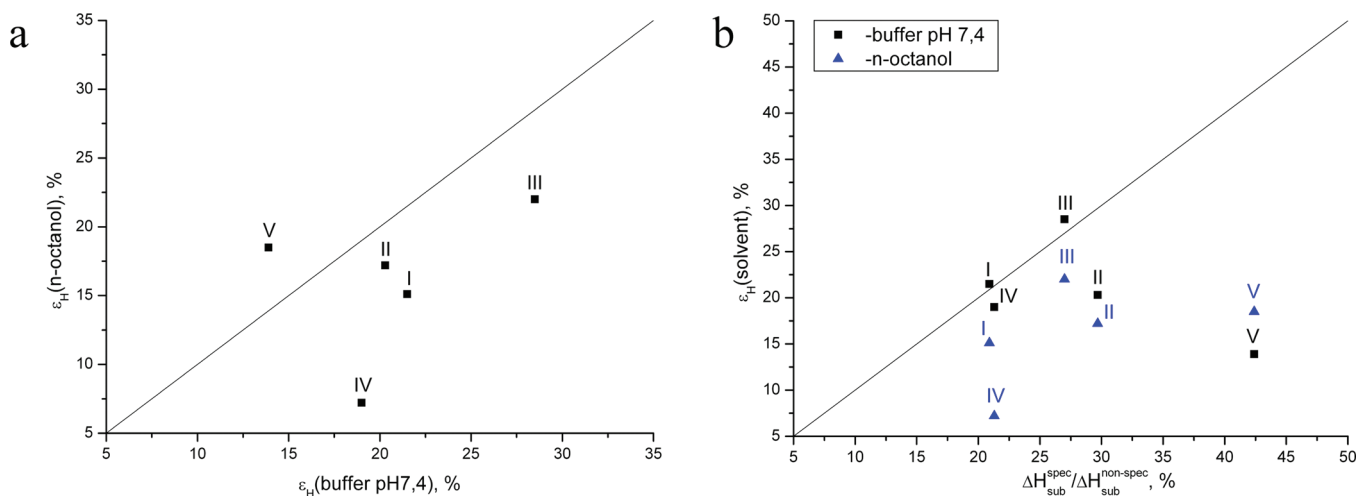 a
35
30
25
20
15
10
5
ε_H(n-octanol), %
V
III
II
I
IV
5
10
15
20
25
30
35
ε_H(buffer pH7,4), %
b
50
45
40
35
30
25
20
15
10
5
ε_H(solvent), %
-buffer pH 7,4
-n-octanol
III
III
I
II
IV
V
II
I
V
IV
5
10
15
20
25
30
35
40
45
50
ΔH_sub^spec/ΔH_sub^non-spec, %